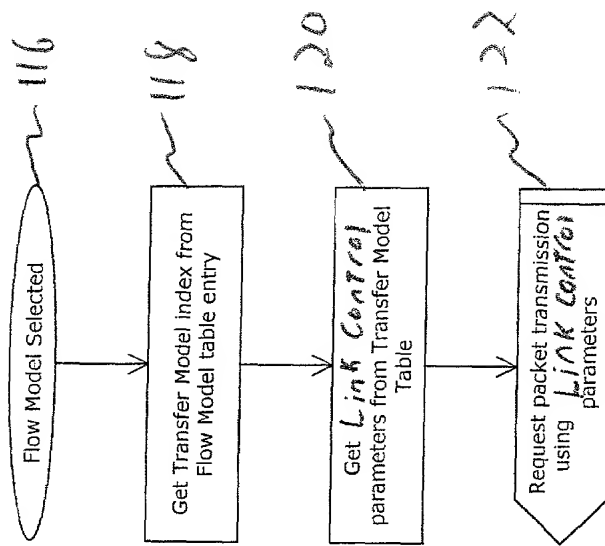 Flow Model Selected
116
Get Transfer Model index from
Flow Model table entry
118
Get Link Control
parameters from Transfer Model
Table
120
Request packet transmission
using Link Control
parameters
122